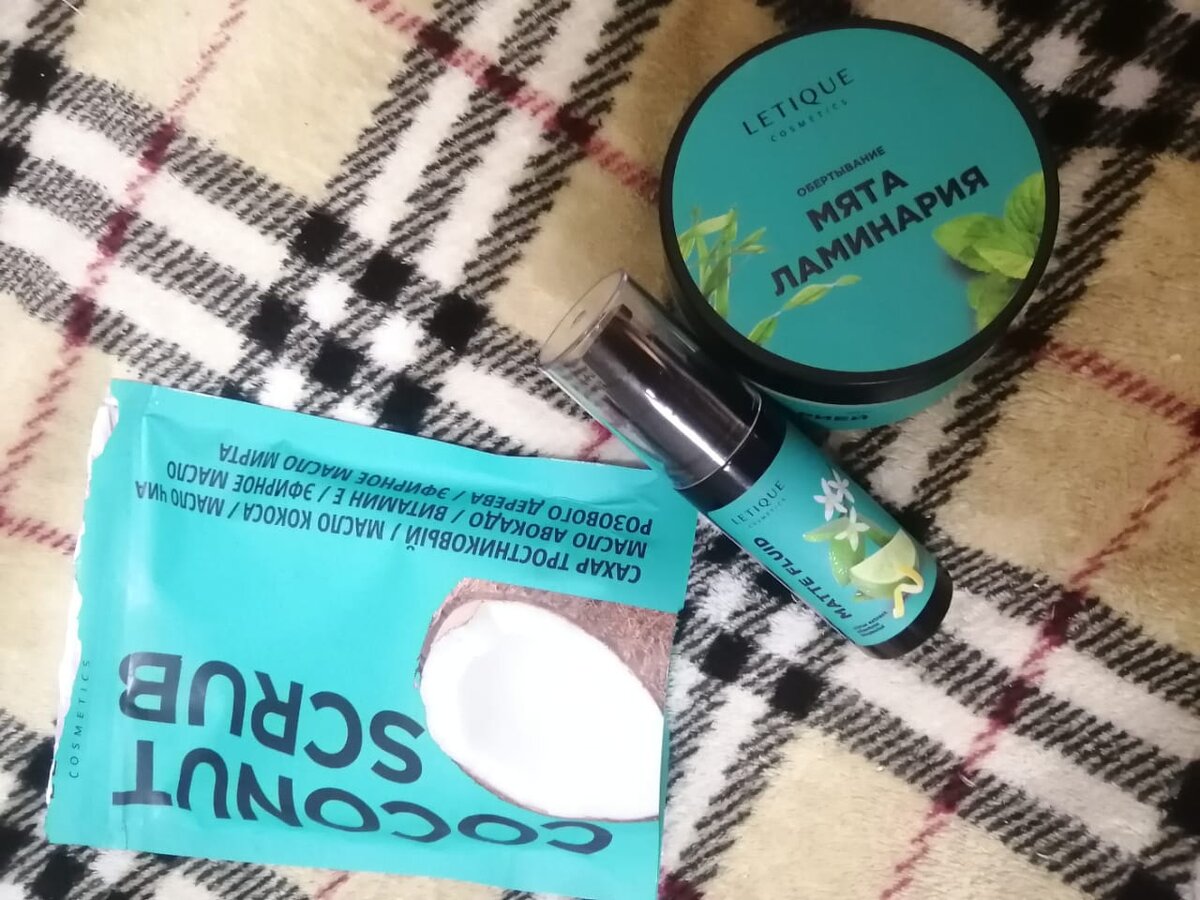 LETIQUE
COSMETICS
ОБЕРТЫВАНИЕ
МЯТА
ЛАМИНАРИЯ
LETIQUE
COSMETICS
MATTE FLUID
COCONUT
SCRUB
COSMETICS
САХАР ТРОСТНИКОВЫЙ / МАСЛО КОКОСА / МАСЛО ЧИА
МАСЛО АВОКАДО / ВИТАМИН Е / ЭФИРНОЕ МАСЛО
РОЗОВОГО ДЕРЕВА / ЭФИРНОЕ МАСЛО МИРТА